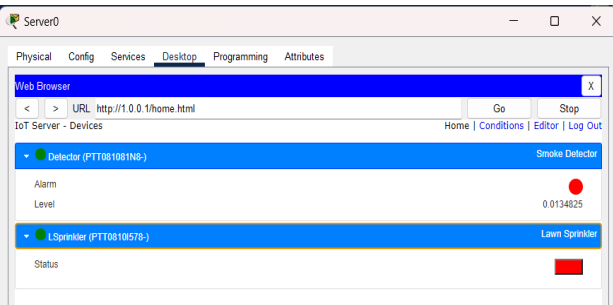 Server0
Physical Config Services Desktop Programming Attributes
Web Browser X
< > URL http://1.0.0.1/home.html Go Stop
IoT Server - Devices Home | Conditions | Editor | Log Out
Detector (PTT081081N8-) Smoke Detector
Alarm
Level 0.0134825
LSprinkler (PTT0810I578-) Lawn Sprinkler
Status